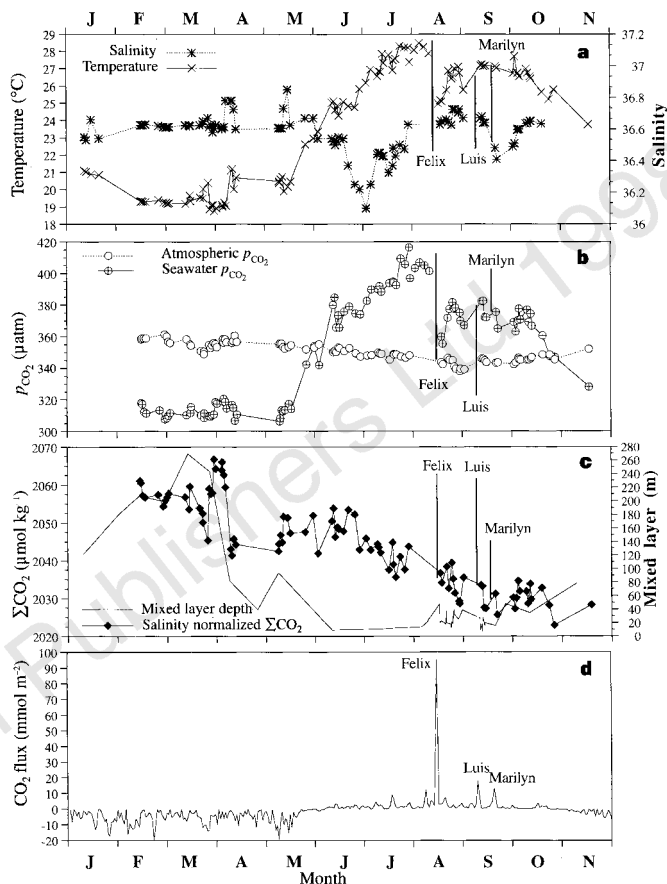 J F M A M J J A S O N
29
28
27
26
25
24
23
22
21
20
19
18
Temperature (°C)
Salinity
Temperature
Marilyn
a
Felix
Luis
37.2
37
36.8
36.6
36.4
36.2
36
Salinity
420
400
380
360
340
320
300
pCO2 (µatm)
Atmospheric pCO2
Seawater pCO2
Marilyn
b
Felix
Luis
2070
2060
2050
2040
2030
2020
ΣCO2 (µmol kg-1)
Felix
Luis
c
Marilyn
Mixed layer depth
Salinity normalized ΣCO2
280
260
240
220
200
180
160
140
120
100
80
60
40
20
0
Mixed layer (m)
100
90
80
70
60
50
40
30
20
10
0
-10
-20
CO2 flux (mmol m-2)
Felix
d
Luis
Marilyn
J F M A M J J A S O N
Month
Publishers Ltd 1998